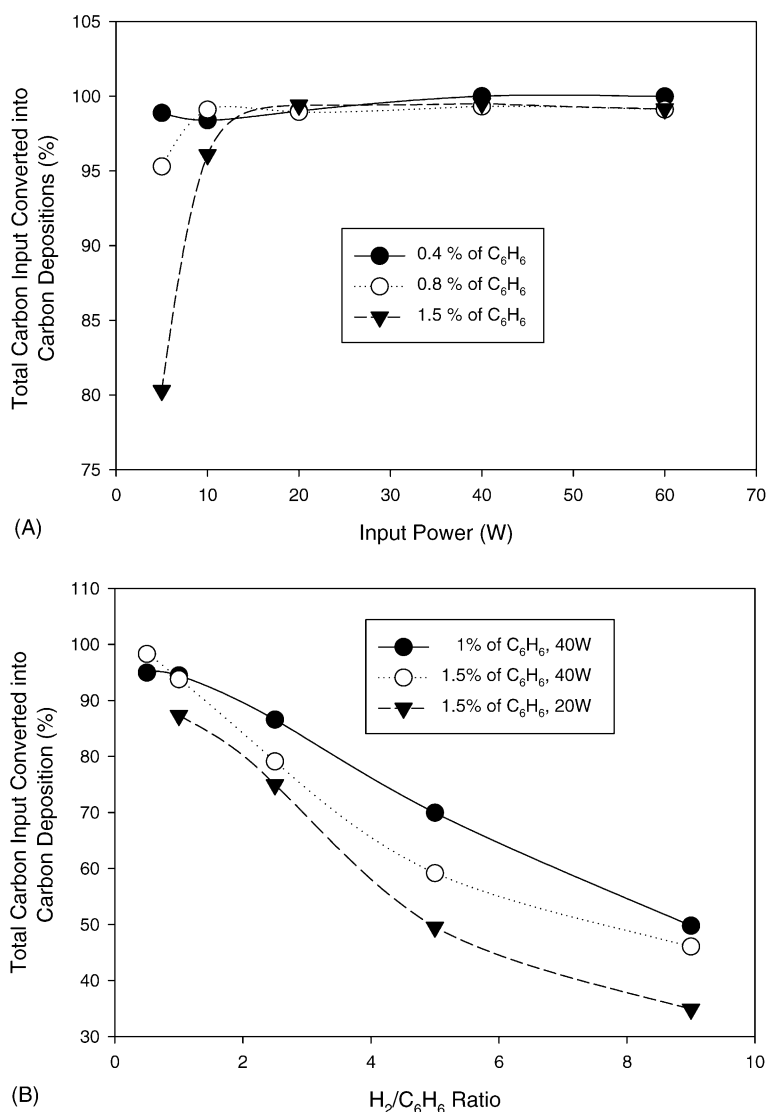 105
100
95
90
85
80
75
0 10 20 30 40 50 60 70
Total Carbon Input Converted into
Carbon Depositions (%)
0.4 % of C₆H₆
0.8 % of C₆H₆
1.5 % of C₆H₆
Input Power (W)
(A)
110
100
90
80
70
60
50
40
30
0 2 4 6 8 10
Total Carbon Input Converted into
Carbon Deposition (%)
1% of C₆H₆, 40W
1.5% of C₆H₆, 40W
1.5% of C₆H₆, 20W
H₂/C₆H₆ Ratio
(B)